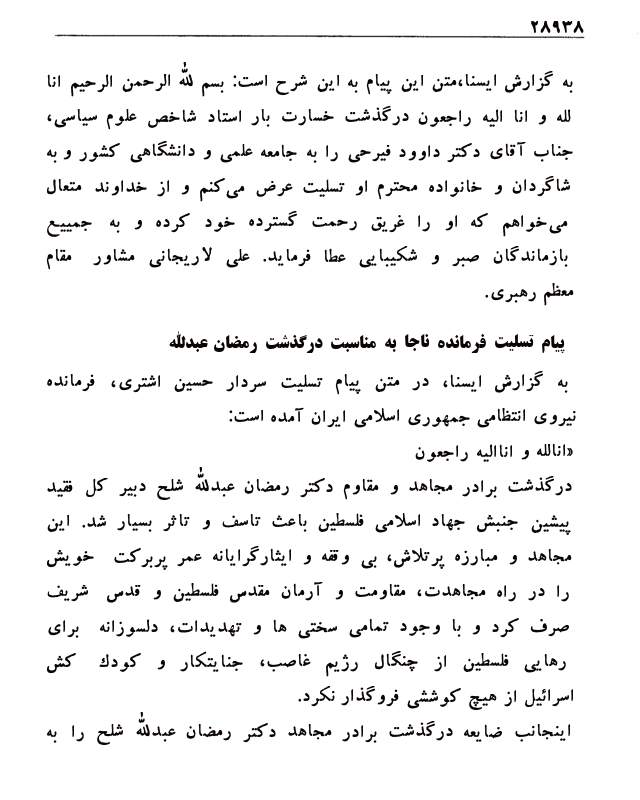 ۲۸۹۳۸
به گزارش ایسنا،متن این پیام به این شرح است: بسم الله الرحمن الرحیم انا
لله و انا الیه راجعون درگذشت خسارت بار استاد شاخص علوم سیاسی،
جناب آقای دکتر داوود فیرحی را به جامعه علمی و دانشگاهی کشور و به
شاگردان و خانواده محترم او تسلیت عرض می‌کنم و از خداوند متعال
می‌خواهم که او را غریق رحمت گسترده خود کرده و به جمییع
بازماندگان صبر و شکیبایی عطا فرماید. علی لاریجانی مشاور مقام
معظم رهبری.
پیام تسلیت فرمانده ناجا به مناسبت درگذشت رمضان عبدلله
به گزارش ایسنا، در متن پیام تسلیت سردار حسین اشتری، فرمانده
نیروی انتظامی جمهوری اسلامی ایران آمده است:
«انالله و اناالیه راجعون
درگذشت برادر مجاهد و مقاوم دکتر رمضان عبدلله شلح دبیر کل فقید
پیشین جنبش جهاد اسلامی فلسطین باعث تاسف و تاثر بسیار شد. این
مجاهد و مبارزه پرتلاش، بی وقفه و ایثارگرایانه عمر پربرکت خویش
را در راه مجاهدت، مقاومت و آرمان مقدس فلسطین و قدس شریف
صرف کرد و با وجود تمامی سختی ها و تهدیدات، دلسوزانه برای
رهایی فلسطین از چنگال رژیم غاصب، جنایتکار و کودك کش
اسرائیل از هیچ کوششی فروگذار نکرد.
اینجانب ضایعه درگذشت برادر مجاهد دکتر رمضان عبدلله شلح را به